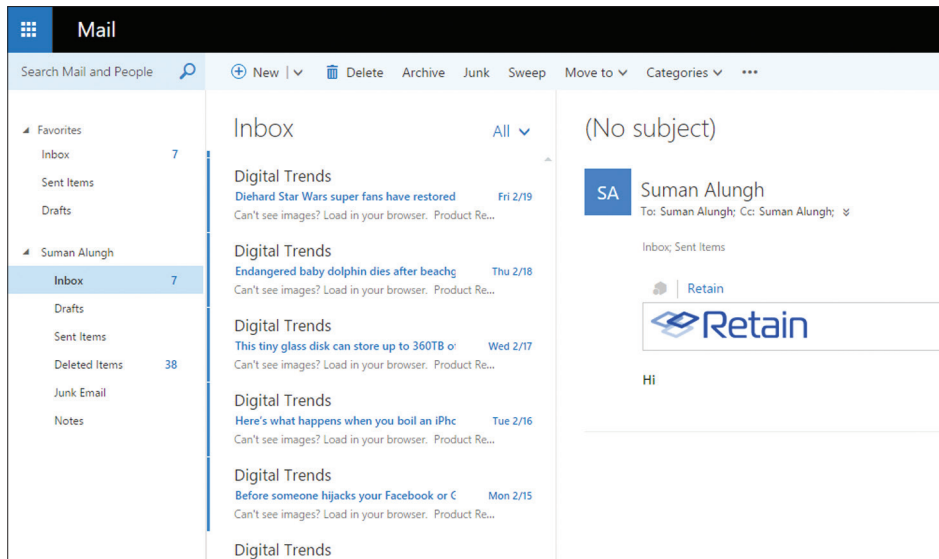 Mail
Search Mail and People
New
Delete
Archive
Junk
Sweep
Move to
Categories
•••
Favorites
Inbox 7
Sent Items
Drafts
Suman Alungh
Inbox 7
Drafts
Sent Items
Deleted Items 38
Junk Email
Notes
Inbox
All
Digital Trends
Diehard Star Wars super fans have restored Fri 2/19
Can't see images? Load in your browser. Product Re...
Digital Trends
Endangered baby dolphin dies after beachg Thu 2/18
Can't see images? Load in your browser. Product Re...
Digital Trends
This tiny glass disk can store up to 360TB o Wed 2/17
Can't see images? Load in your browser. Product Re...
Digital Trends
Here's what happens when you boil an iPho Tue 2/16
Can't see images? Load in your browser. Product Re...
Digital Trends
Before someone hijacks your Facebook or G Mon 2/15
Can't see images? Load in your browser. Product Re...
Digital Trends
(No subject)
SA
Suman Alungh
To: Suman Alungh; Cc: Suman Alungh;
Inbox; Sent Items
Retain
Retain
Hi